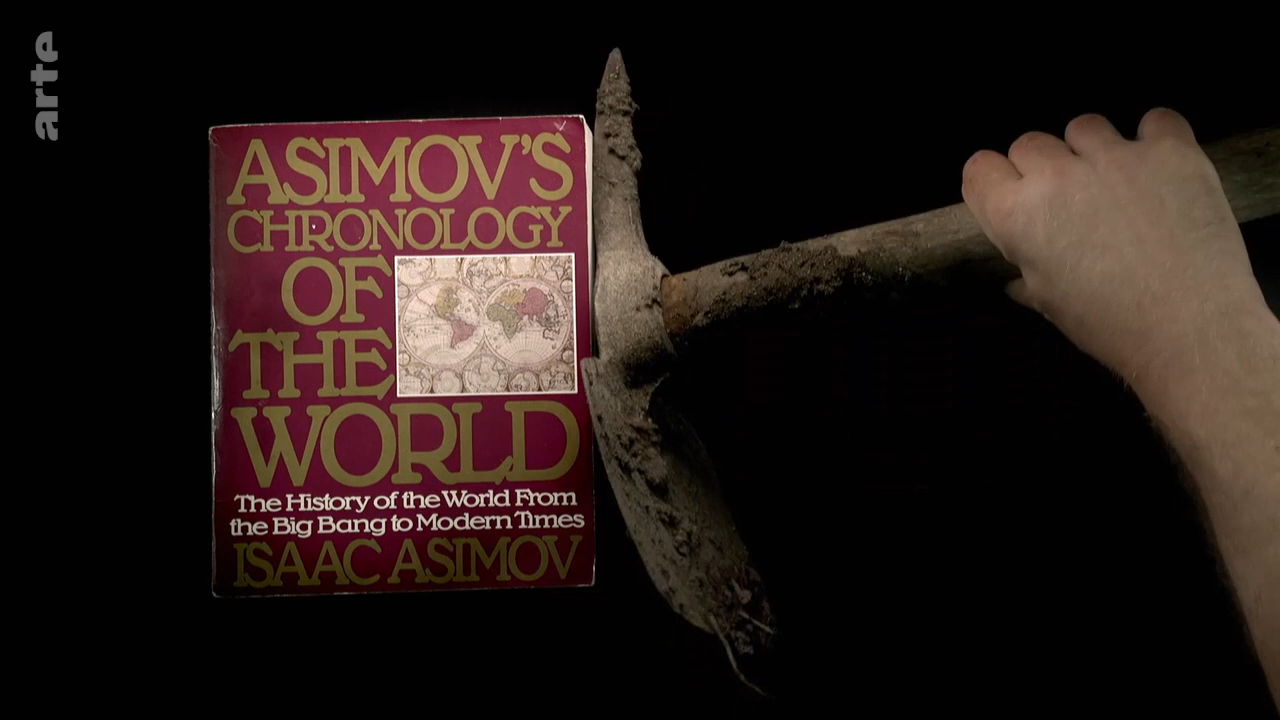 arte
ASIMOV'S
CHRONOLOGY
OF
THE
WORLD
The History of the World From
the Big Bang to Modern Times
ISAAC ASIMOV